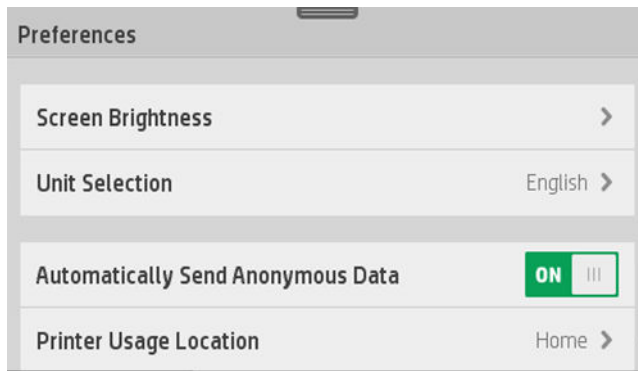 Preferences
Screen Brightness
Unit Selection English
Automatically Send Anonymous Data ON
Printer Usage Location Home